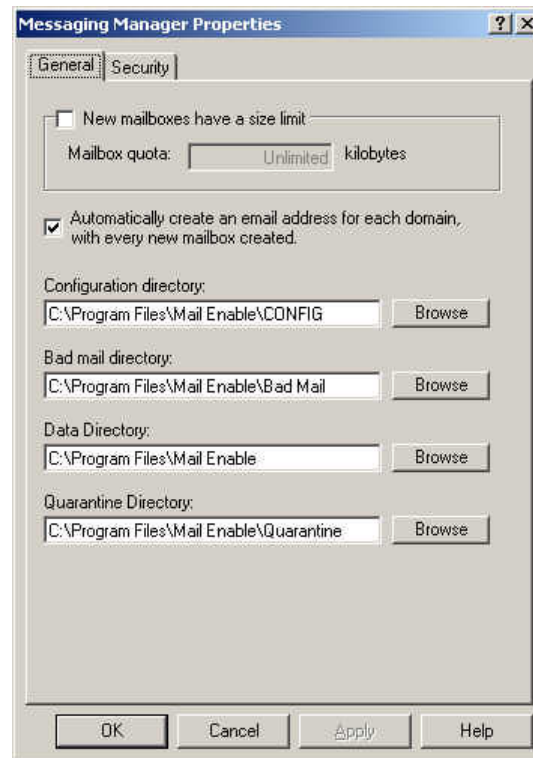 Messaging Manager Properties
General Security
New mailboxes have a size limit
Mailbox quota: Unlimited kilobytes
Automatically create an email address for each domain,
with every new mailbox created.
Configuration directory:
C:\Program Files\Mail Enable\CONFIG Browse
Bad mail directory:
C:\Program Files\Mail Enable\Bad Mail Browse
Data Directory:
C:\Program Files\Mail Enable Browse
Quarantine Directory:
C:\Program Files\Mail Enable\Quarantine Browse
OK Cancel Apply Help